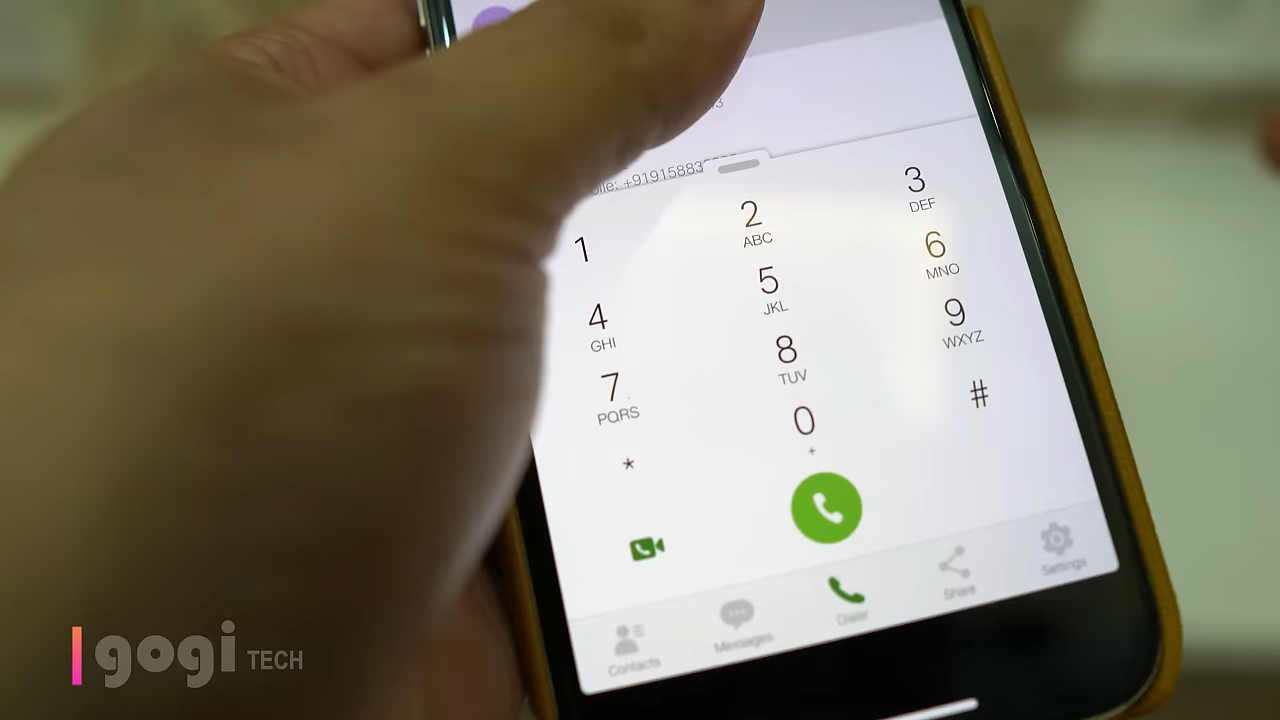 +9191588
1
2
ABC
3
DEF
4
GHI
5
JKL
6
MNO
7
PQRS
8
TUV
9
WXYZ
*
0
+
#
Contacts
Messages
Dialer
Share
Settings
gogi TECH